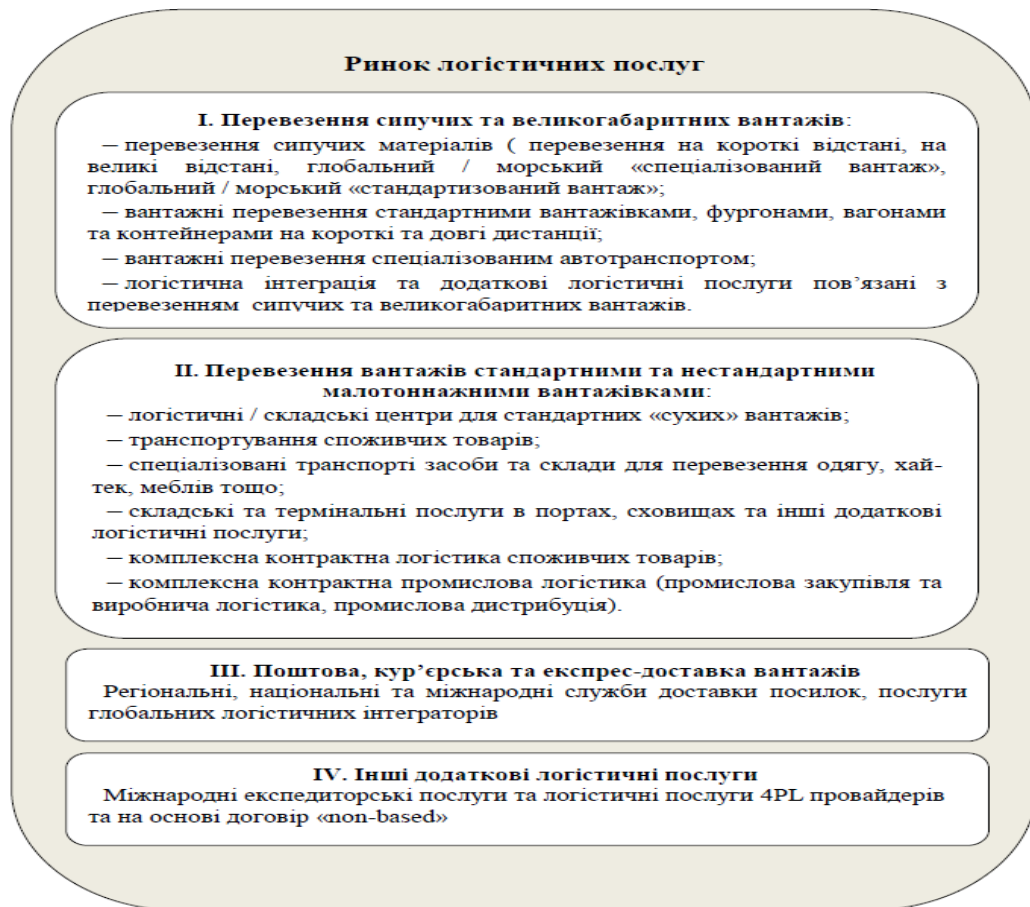 Ринок логістичних послуг
І. Перевезення сипучих та великогабаритних вантажів:
— перевезення сипучих матеріалів ( перевезення на короткі відстані, на
великі відстані, глобальний / морський «спеціалізований вантаж»,
глобальний / морський «стандартизований вантаж»;
— вантажні перевезення стандартними вантажівками, фургонами, вагонами
та контейнерами на короткі та довгі дистанції;
— вантажні перевезення спеціалізованим автотранспортом;
— логістична інтеграція та додаткові логістичні послуги пов’язані з
перевезенням сипучих та великогабаритних вантажів.
ІІ. Перевезення вантажів стандартними та нестандартними
малотоннажними вантажівками:
— логістичні / складські центри для стандартних «сухих» вантажів;
— транспортування споживчих товарів;
— спеціалізовані транспорті засоби та склади для перевезення одягу, хай-
тек, меблів тощо;
— складські та термінальні послуги в портах, сховищах та інші додаткові
логістичні послуги;
— комплексна контрактна логістика споживчих товарів;
— комплексна контрактна промислова логістика (промислова закупівля та
виробнича логістика, промислова дистрибуція).
ІІІ. Поштова, кур’єрська та експрес-доставка вантажів
Регіональні, національні та міжнародні служби доставки посилок, послуги
глобальних логістичних інтеграторів
IV. Інші додаткові логістичні послуги
Міжнародні експедиторські послуги та логістичні послуги 4PL провайдерів
та на основі договір «non-based»